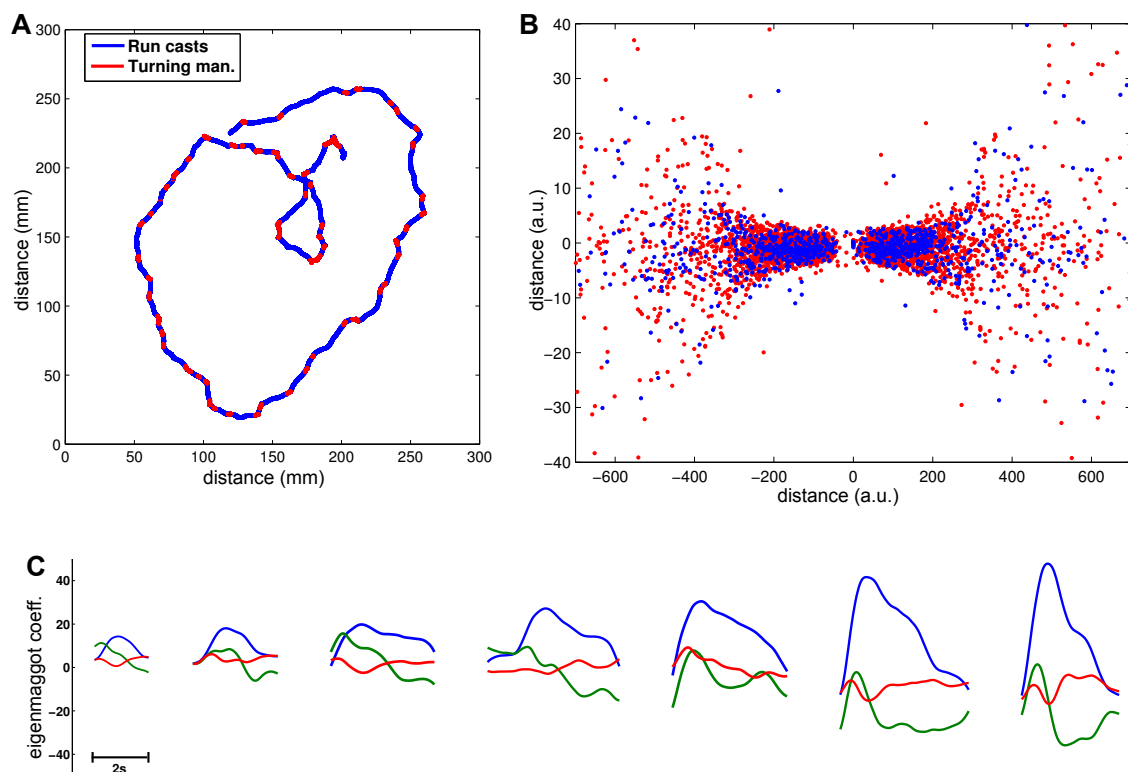 A
Run casts
Turning man.
300
250
200
150
100
50
0
distance (mm)
0 50 100 150 200 250 300
distance (mm)
B
40
30
20
10
0
−10
−20
−30
−40
distance (a.u.)
−600 −400 −200 0 200 400 600
distance (a.u.)
C
40
20
0
-20
-40
eigenmaggot coeff.
2s